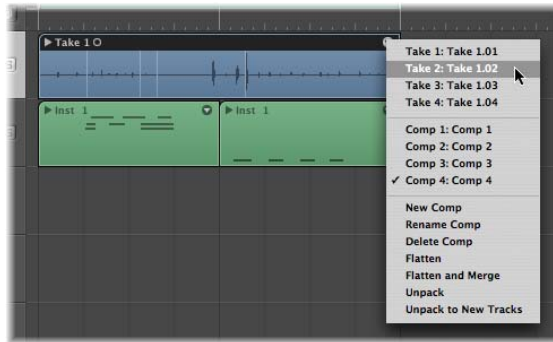 Take 1
Take 1: Take 1.01
Take 2: Take 1.02
Take 3: Take 1.03
Take 4: Take 1.04
Comp 1: Comp 1
Comp 2: Comp 2
Comp 3: Comp 3
✓ Comp 4: Comp 4
New Comp
Rename Comp
Delete Comp
Flatten
Flatten and Merge
Unpack
Unpack to New Tracks
Inst 1
Inst 1
S